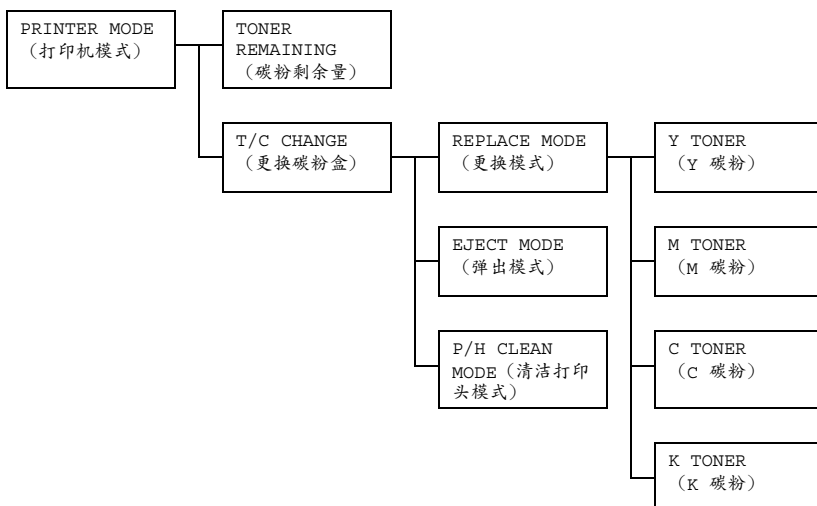 PRINTER MODE
（打印机模式）
TONER
REMAINING
（碳粉剩余量）
T/C CHANGE
（更换碳粉盒）
REPLACE MODE
（更换模式）
Y TONER
（Y 碳粉）
M TONER
（M 碳粉）
C TONER
（C 碳粉）
K TONER
（K 碳粉）
EJECT MODE
（弹出模式）
P/H CLEAN
MODE（清洁打印
头模式）